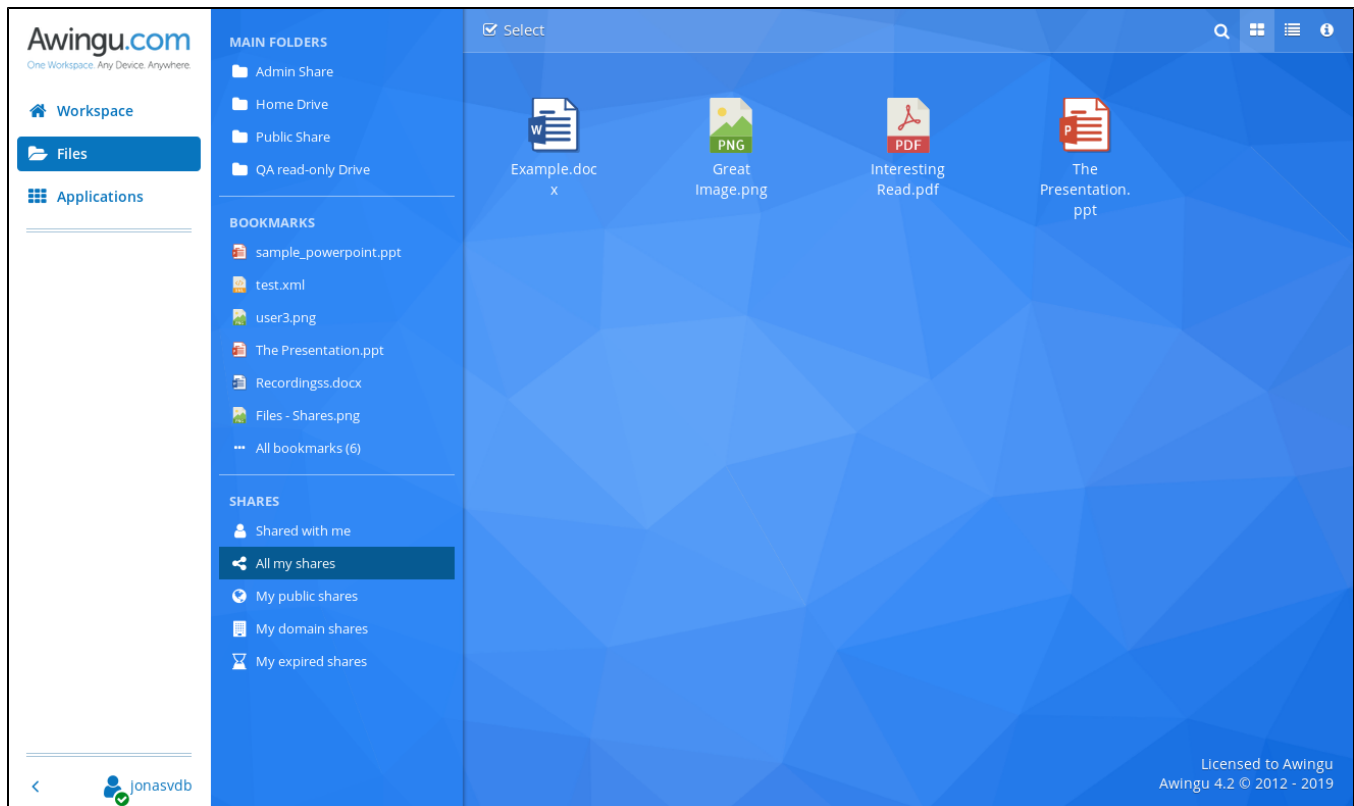 Awingu.com
One Workspace. Any Device. Anywhere.
Workspace
Files
Applications
jonasvdb
MAIN FOLDERS
Admin Share
Home Drive
Public Share
QA read-only Drive
BOOKMARKS
sample_powerpoint.ppt
test.xml
user3.png
The Presentation.ppt
Recordingss.docx
Files - Shares.png
All bookmarks (6)
SHARES
Shared with me
All my shares
My public shares
My domain shares
My expired shares
Select
W
Example.doc
x
PNG
Great
Image.png
PDF
Interesting
Read.pdf
P
The
Presentation.
ppt
Licensed to Awingu
Awingu 4.2 © 2012 - 2019